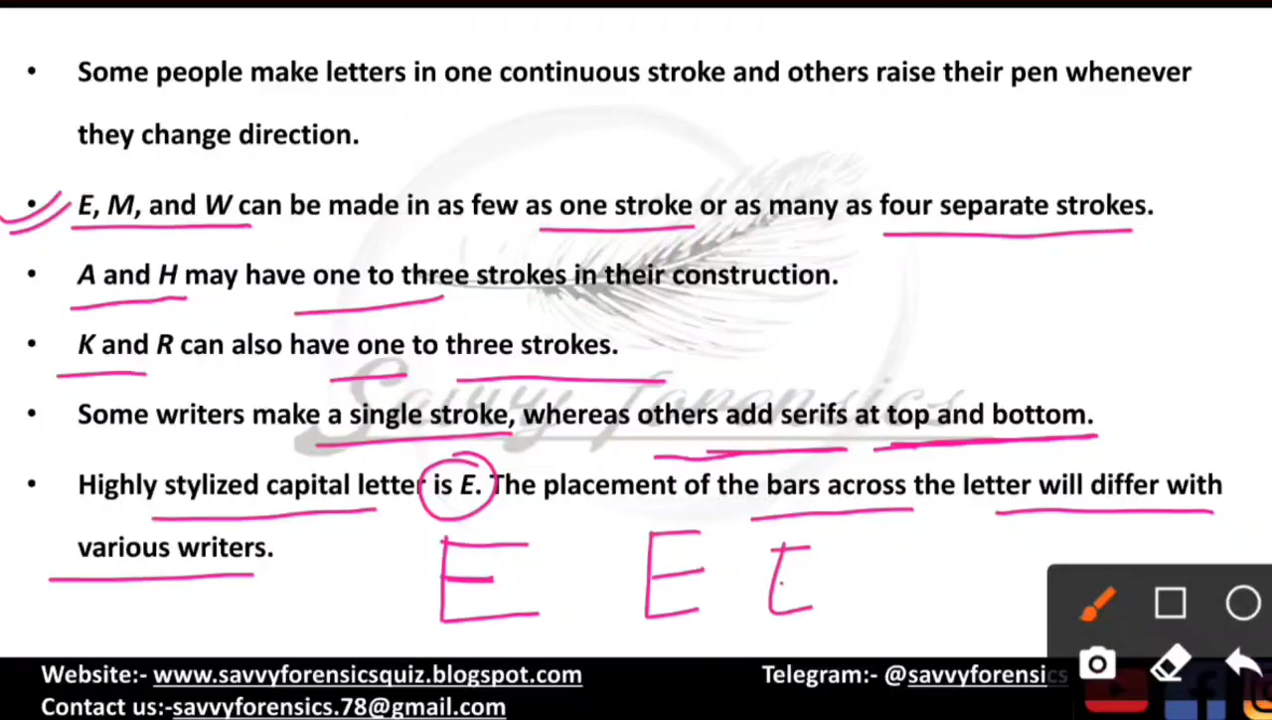 • Some people make letters in one continuous stroke and others raise their pen whenever
they change direction.
• E, M, and W can be made in as few as one stroke or as many as four separate strokes.
• A and H may have one to three strokes in their construction.
• K and R can also have one to three strokes.
Savvy forensics
• Some writers make a single stroke, whereas others add serifs at top and bottom.
• Highly stylized capital letter is E. The placement of the bars across the letter will differ with
various writers.
E E
Website:- www.savvyforensicsquiz.blogspot.com Telegram:- @savvyforensics
Contact us:-savvyforensics.78@gmail.com